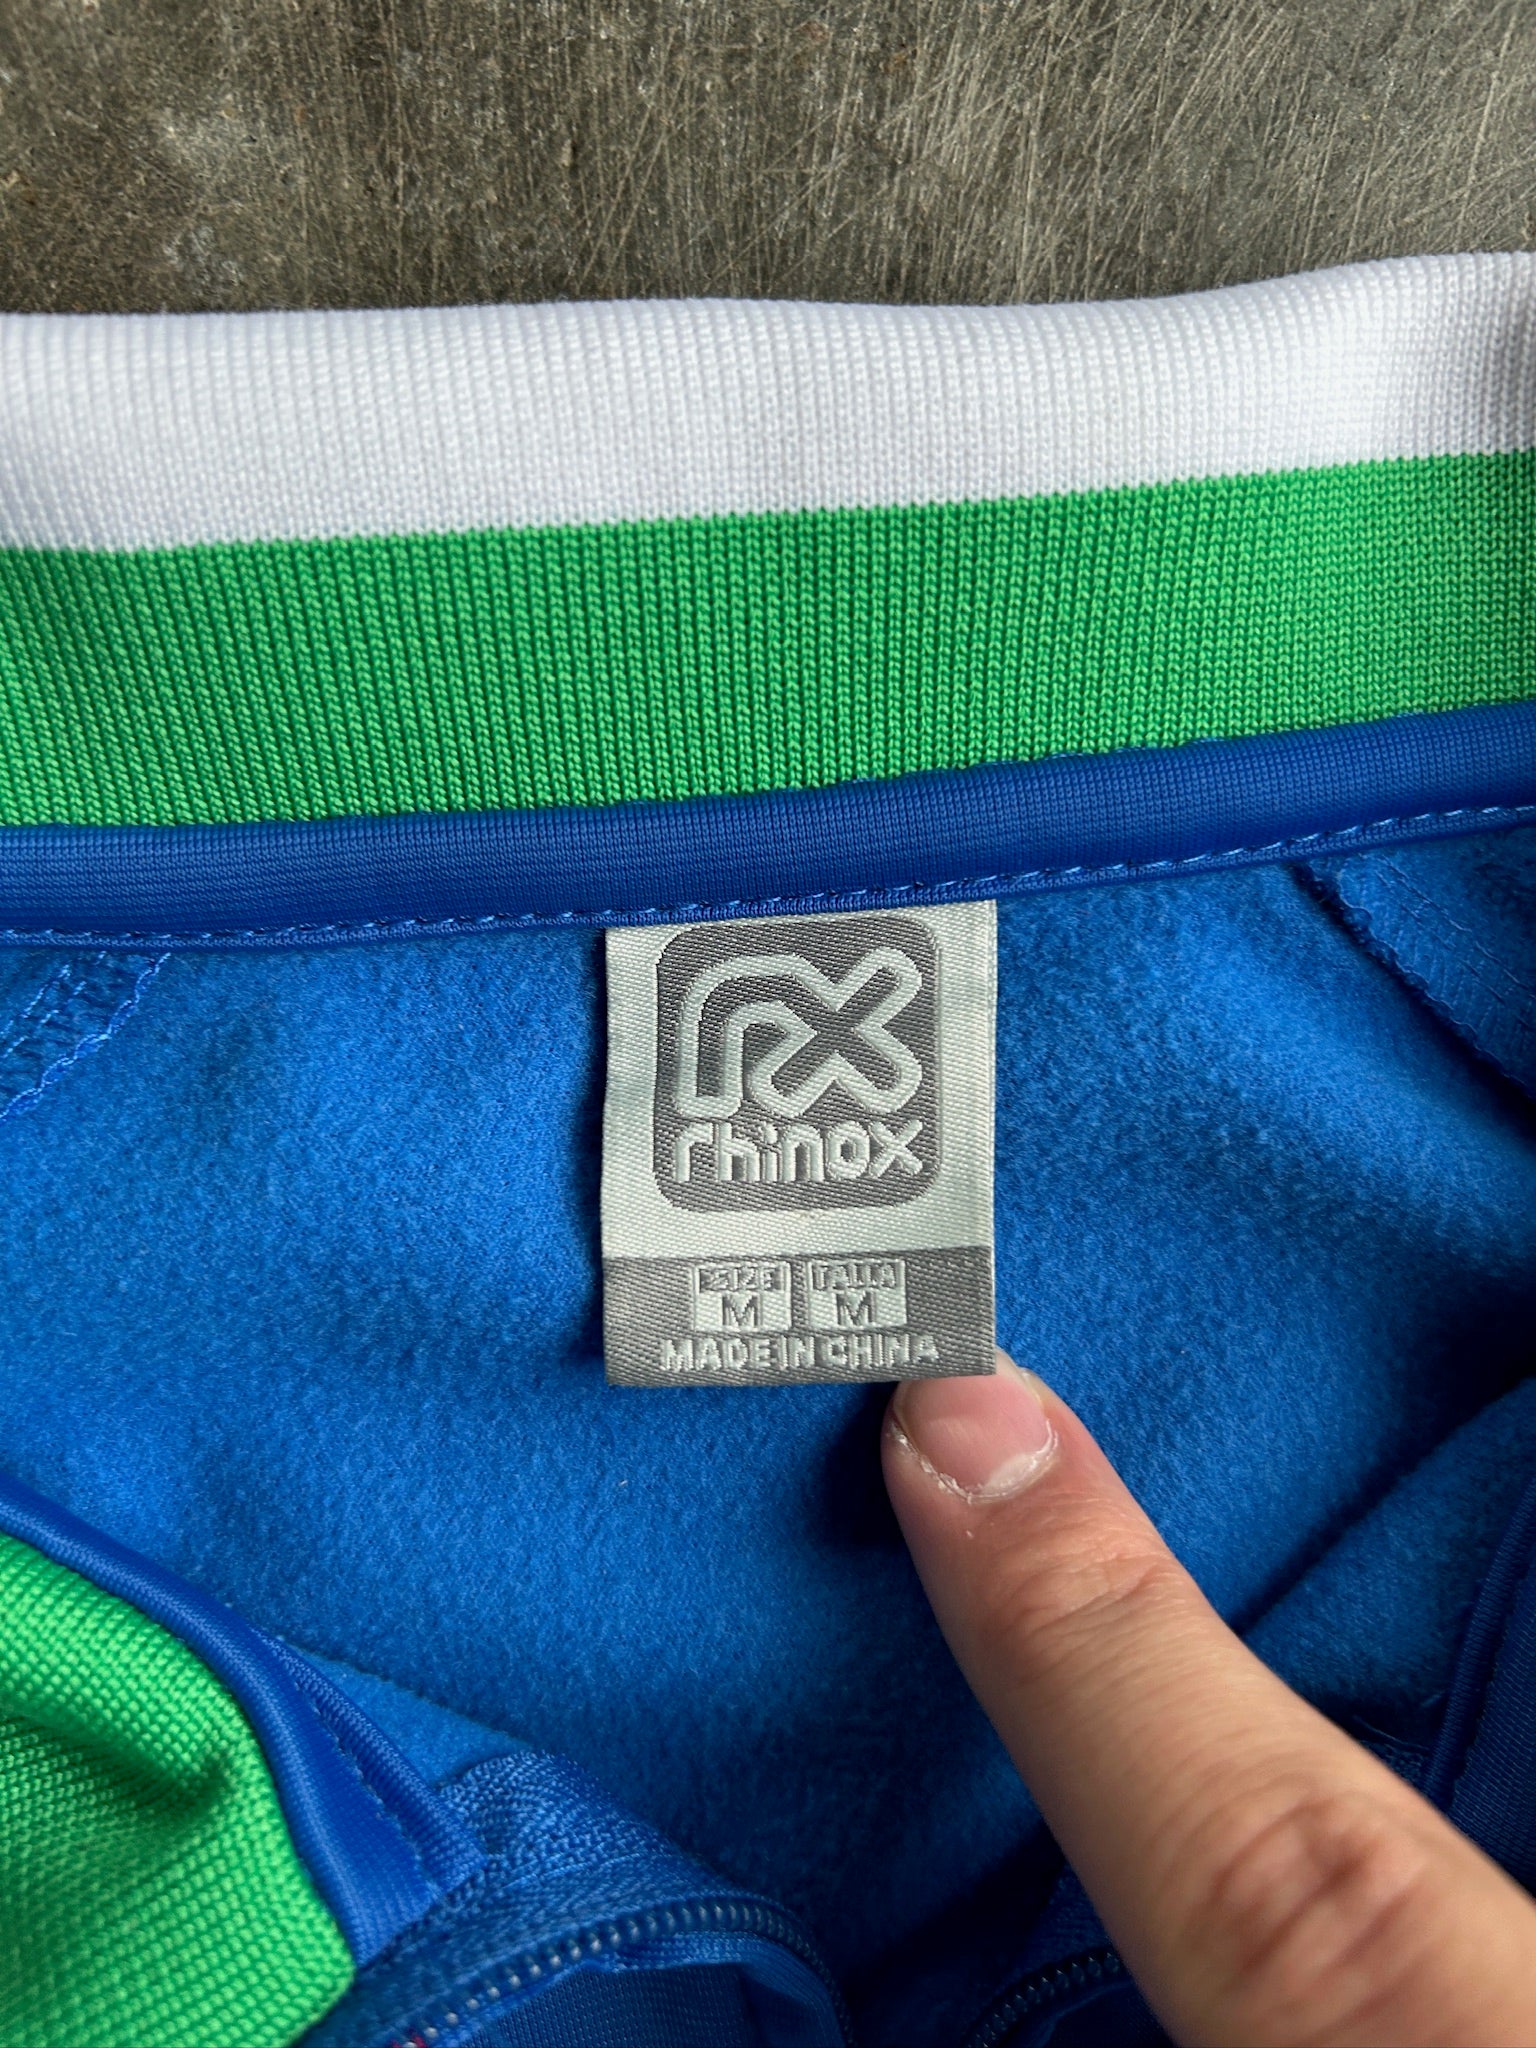 rx
rhinox
SIZE TALLA
M M
MADE IN CHINA